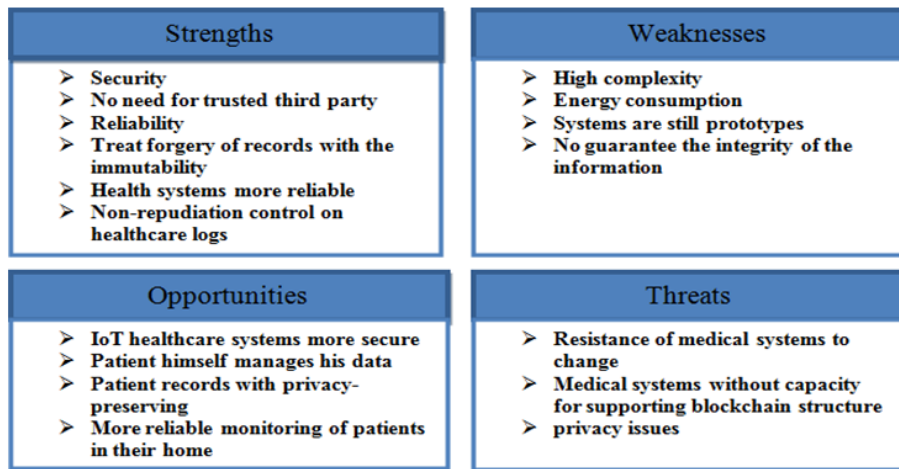 Strengths
➢ Security
➢ No need for trusted third party
➢ Reliability
➢ Treat forgery of records with the
immutability
➢ Health systems more reliable
➢ Non-repudiation control on
healthcare logs
Weaknesses
➢ High complexity
➢ Energy consumption
➢ Systems are still prototypes
➢ No guarantee the integrity of the
information
Opportunities
➢ IoT healthcare systems more secure
➢ Patient himself manages his data
➢ Patient records with privacy-
preserving
➢ More reliable monitoring of patients
in their home
Threats
➢ Resistance of medical systems to
change
➢ Medical systems without capacity
for supporting blockchain structure
➢ privacy issues